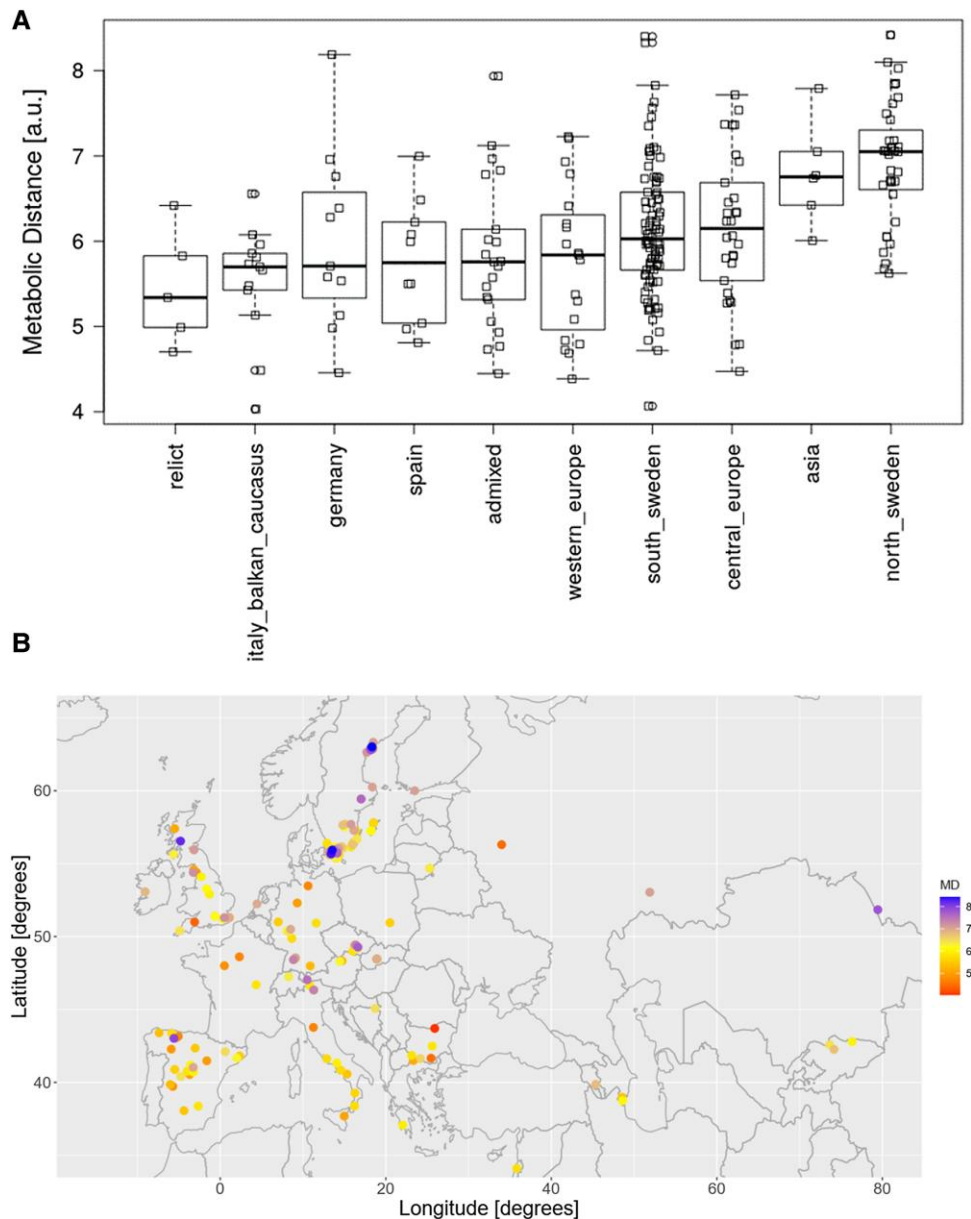 A
Metabolic Distance [a.u.]
8
7
6
5
4
relict
italy_balkan_caucasus
germany
spain
admixed
western_europe
south_sweden
central_europe
asia
north_sweden
B
Latitude [degrees]
60
50
40
0
20
40
60
80
Longitude [degrees]
MD
8
7
6
5